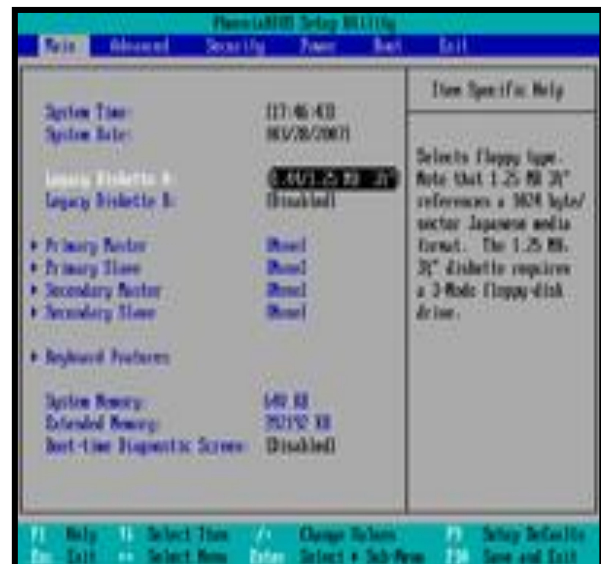 PhoenixBIOS Setup Utility
Main Advanced Security Power Boot Exit
Item Specific Help
System Time: [17:46:43]
System Date: [03/28/2007]
Legacy Diskette A: [1.44/1.25 MB 3½"]
Legacy Diskette B: [Disabled]
Primary Master [None]
Primary Slave [None]
Secondary Master [None]
Secondary Slave [None]
Keyboard Features
System Memory: 640 KB
Extended Memory: KB
Boot-time Diagnostic Screen: [Disabled]
Selects floppy type.
Note that 1.25 MB 3½"
references a 1024 byte/
sector Japanese media
format. The 1.25 MB,
3½" diskette requires
a 3-Mode floppy-disk
drive.
F1 Help ↑↓ Select Item -/+ Change Values F9 Setup Defaults
Esc Exit ↔ Select Menu Enter Select ▶ Sub-Menu F10 Save and Exit